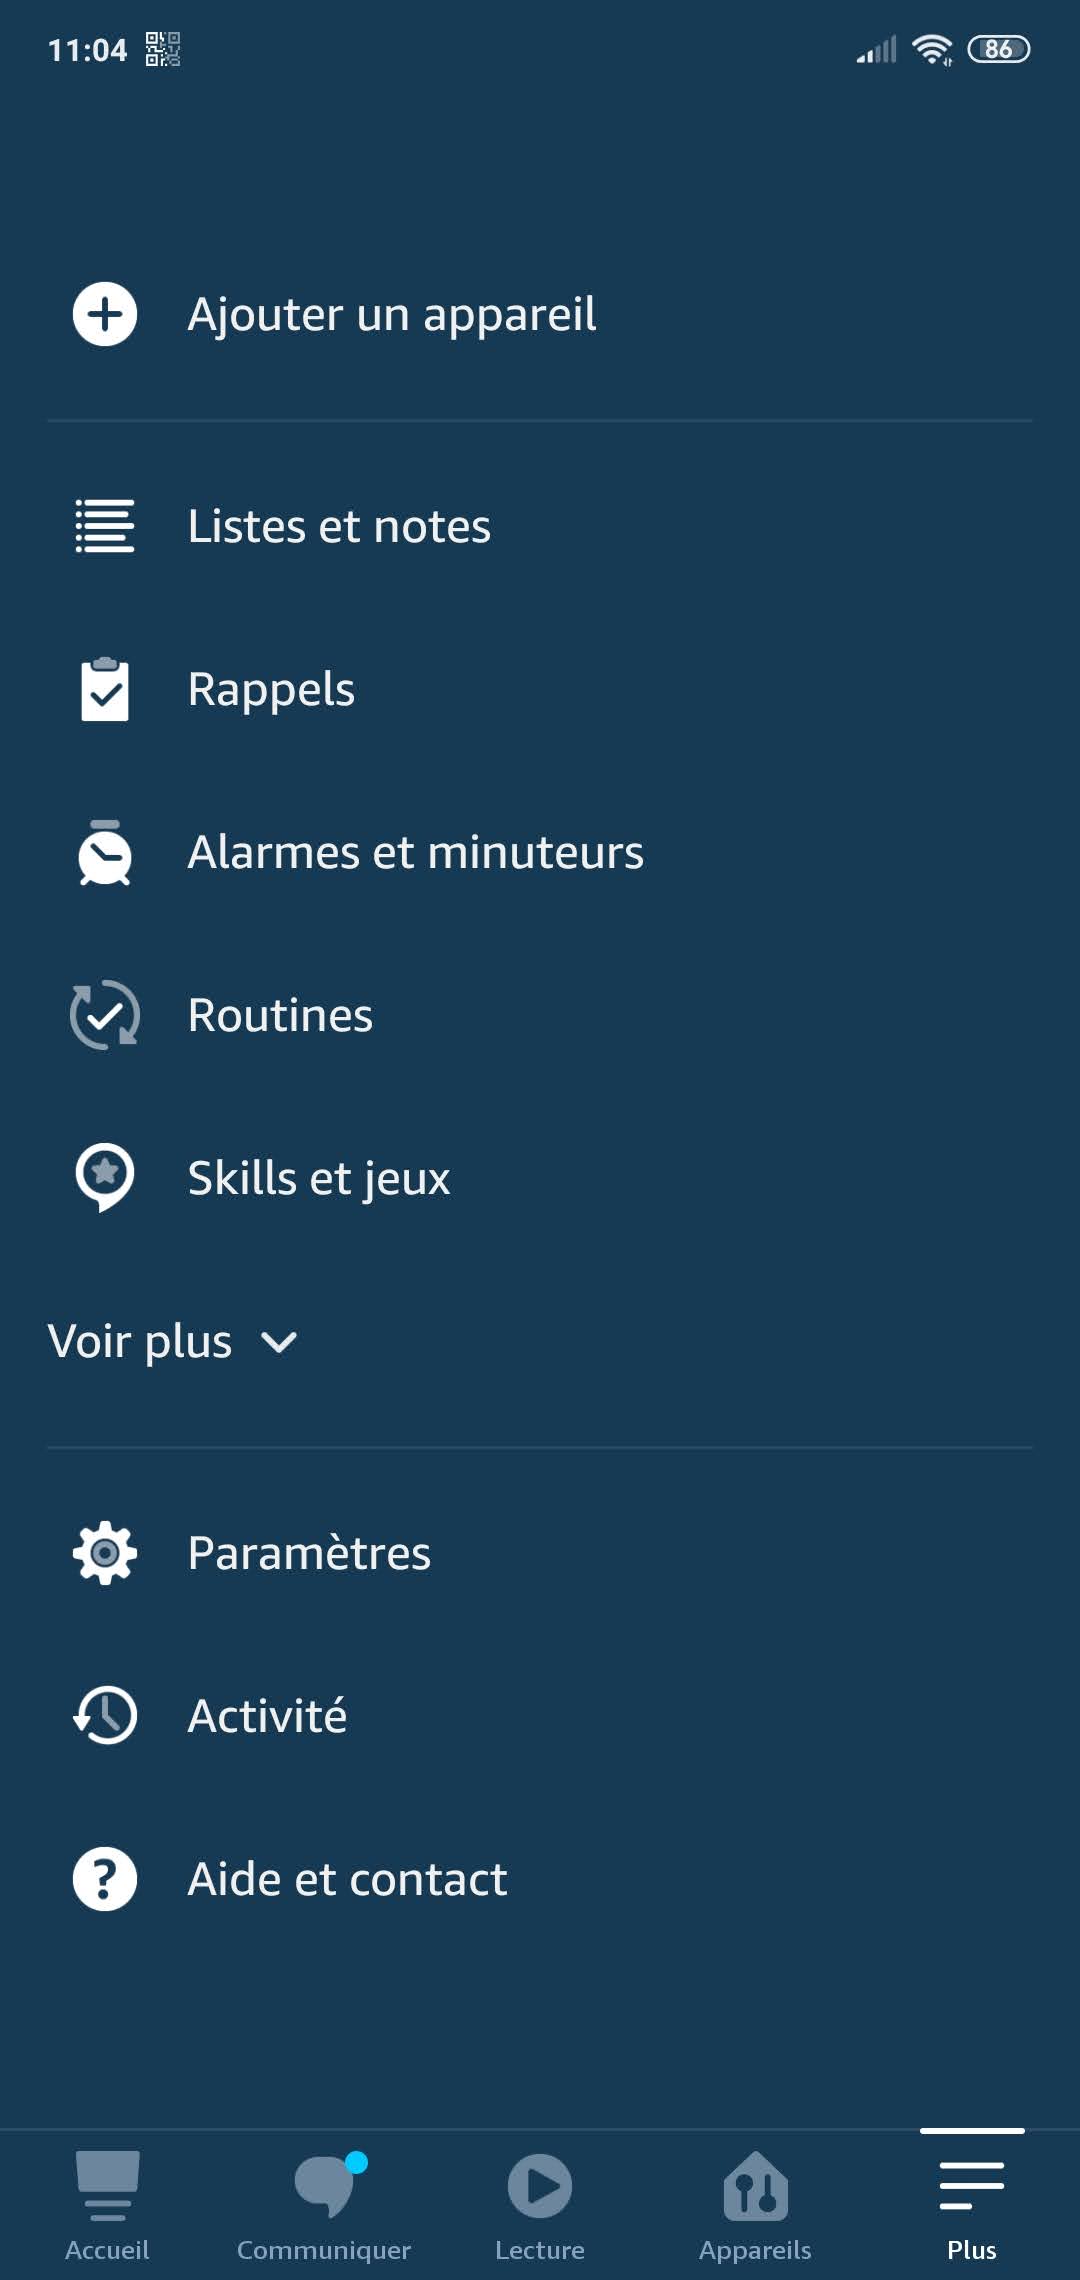 11:04
86
Ajouter un appareil
Listes et notes
Rappels
Alarmes et minuteurs
Routines
Skills et jeux
Voir plus
Paramètres
Activité
Aide et contact
Accueil Communiquer Lecture Appareils Plus